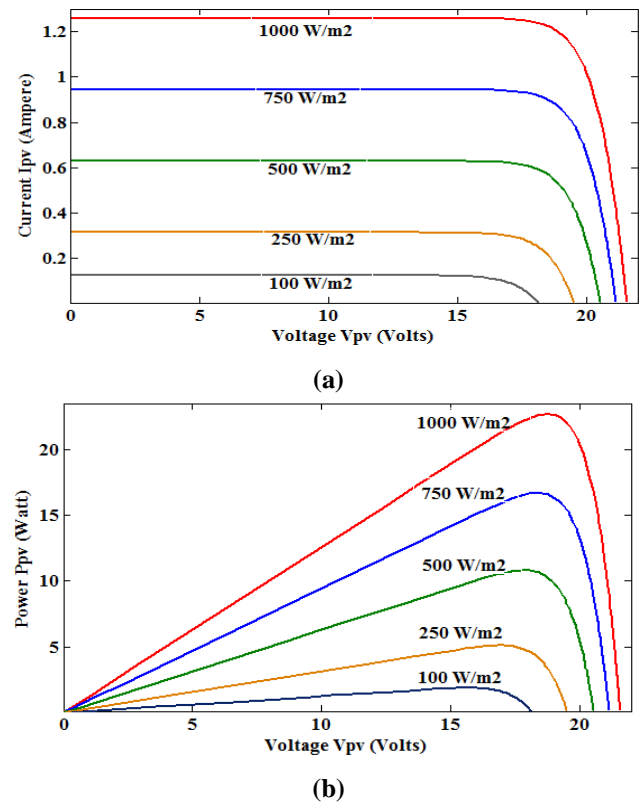 1.2
1
0.8
0.6
0.4
0.2
Current Ipv (Ampere)
1000 W/m2
750 W/m2
500 W/m2
250 W/m2
100 W/m2
0 5 10 15 20
Voltage Vpv (Volts)
(a)
20
15
10
5
Power Ppv (Watt)
1000 W/m2
750 W/m2
500 W/m2
250 W/m2
100 W/m2
0 5 10 15 20
Voltage Vpv (Volts)
(b)